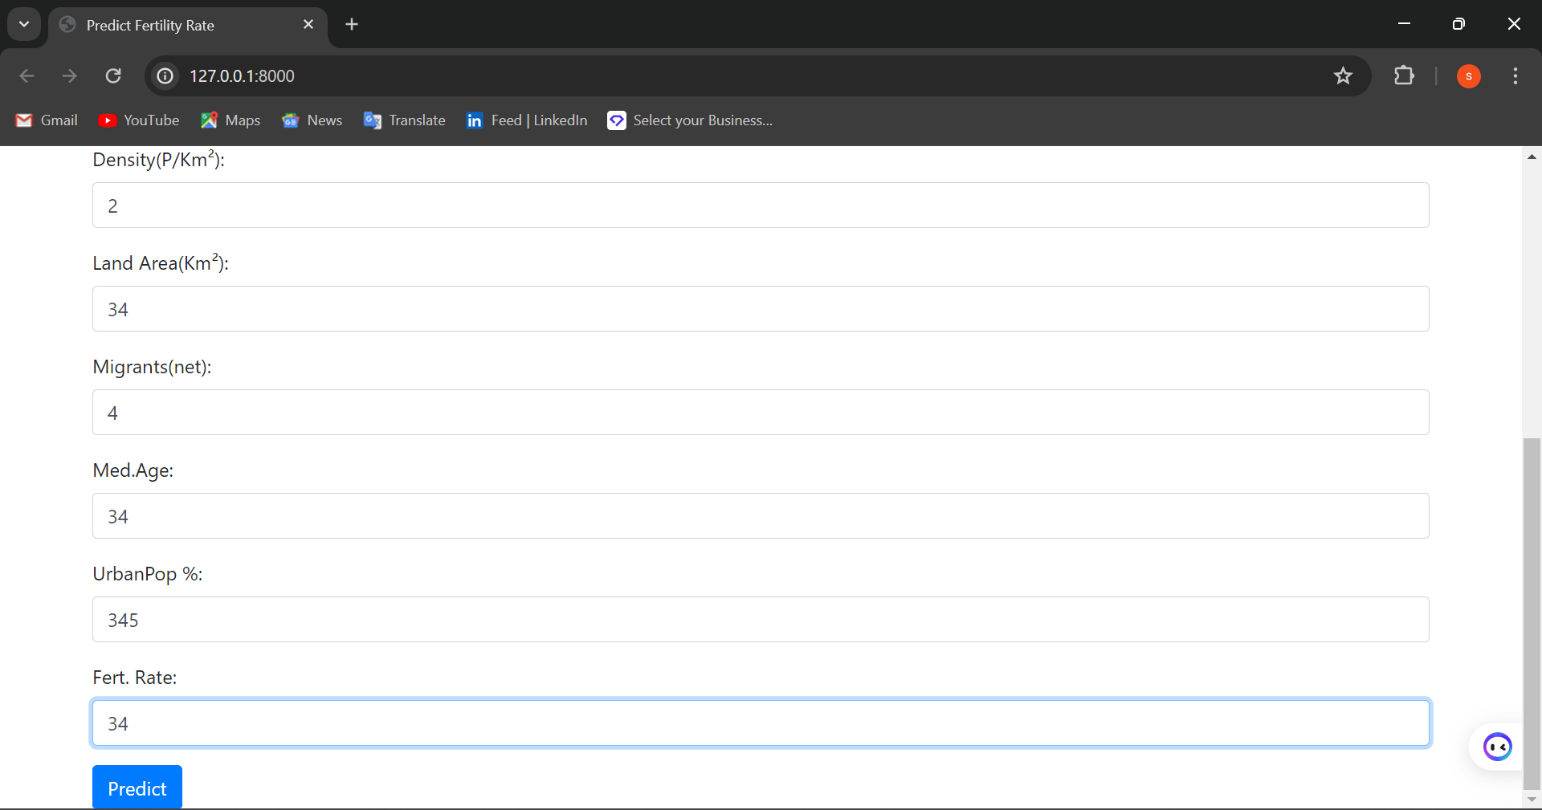 Predict Fertility Rate
127.0.0.1:8000
s
Gmail YouTube Maps News Translate Feed | LinkedIn Select your Business...
Density(P/Km²):
2
Land Area(Km²):
34
Migrants(net):
4
Med.Age:
34
UrbanPop %:
345
Fert. Rate:
34
Predict